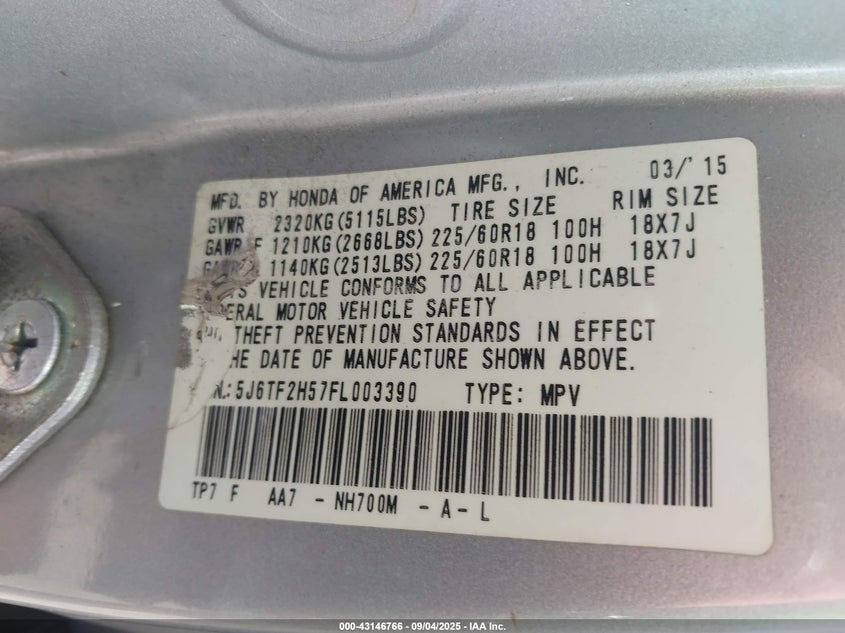 MFD. BY HONDA OF AMERICA MFG., INC. 03/'15
GVWR 2320KG(5115LBS) TIRE SIZE RIM SIZE
GAWR F 1210KG(2668LBS) 225/60R18 100H 18X7J
1140KG(2513LBS) 225/60R18 100H 18X7J
VEHICLE CONFORMS TO ALL APPLICABLE
MOTOR VEHICLE SAFETY
THEFT PREVENTION STANDARDS IN EFFECT
DATE OF MANUFACTURE SHOWN ABOVE.
5J6TF2H57FL003390 TYPE: MPV
TP7 F AA7 - NH700M - A - L
000-43146766 - 09/04/2025 - IAA Inc.